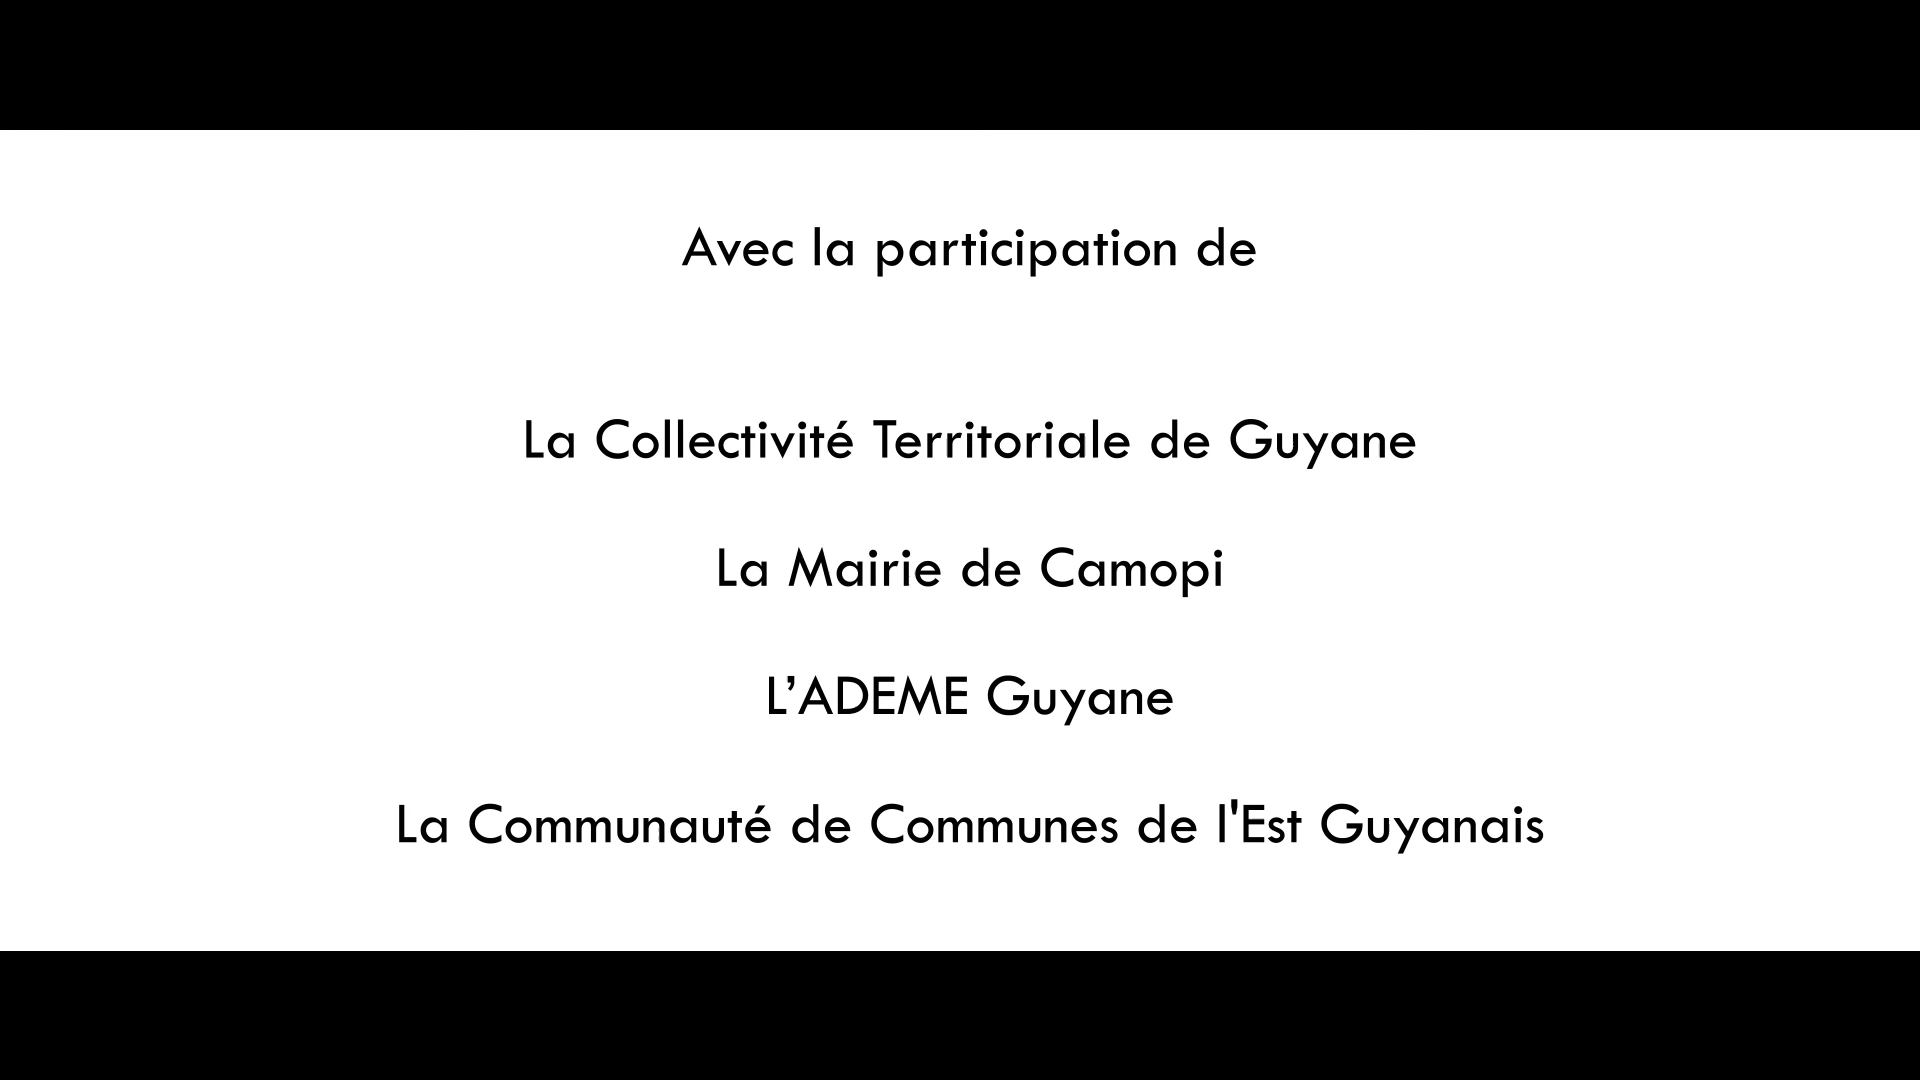 Avec la participation de
La Collectivité Territoriale de Guyane
La Mairie de Camopi
L’ADEME Guyane
La Communauté de Communes de l'Est Guyanais